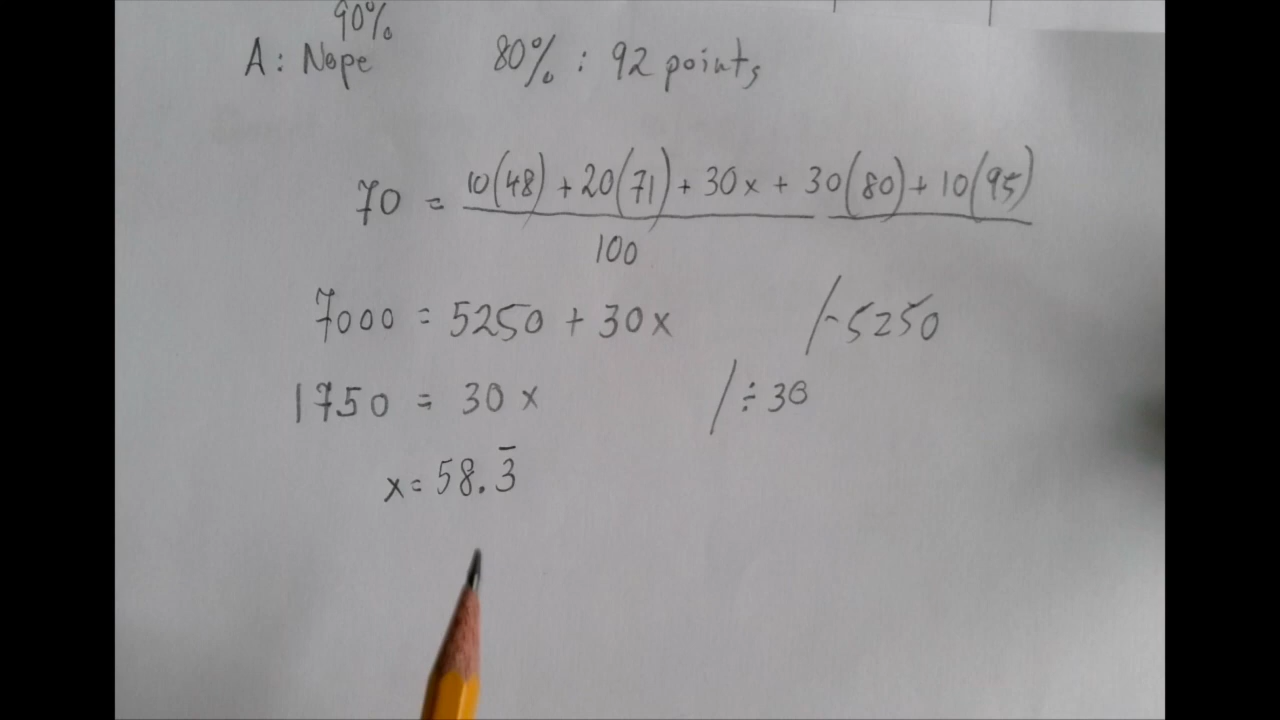 90%
A: Nope 80% : 92 points
70 = 10(48) + 20(71) + 30x + 30(80) + 10(95)
100
7000 = 5250 + 30x /-5250
1750 = 30x /÷30
x = 58.3̅